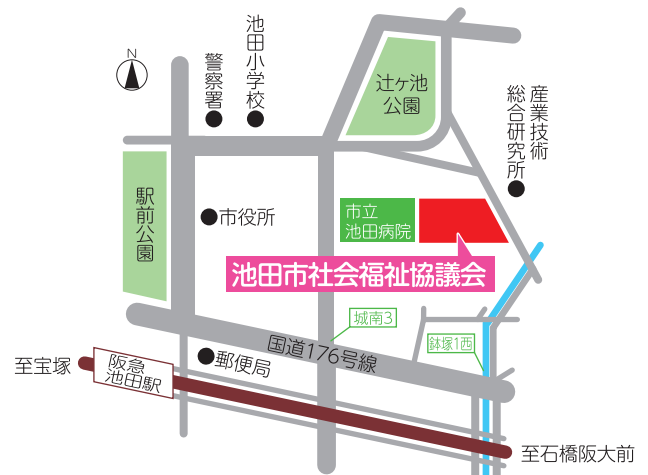 N
警察署
池田小学校
辻ヶ池
公園
産業技術
総合研究所
駅前公園
市役所
市立
池田病院
池田市社会福祉協議会
城南3
国道176号線
鉢塚1西
郵便局
至宝塚
阪急
池田駅
至石橋阪大前